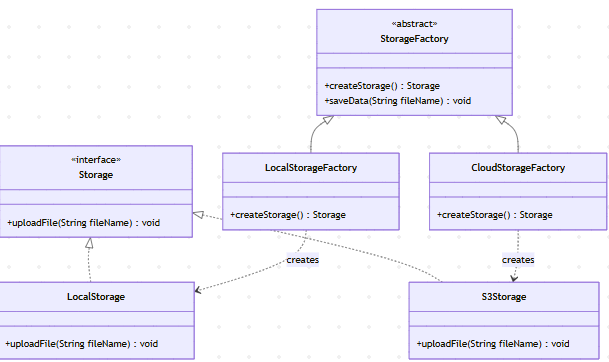 «abstract»
StorageFactory
+createStorage() : Storage
+saveData(String fileName) : void
«interface»
Storage
+uploadFile(String fileName) : void
LocalStorageFactory
+createStorage() : Storage
CloudStorageFactory
+createStorage() : Storage
creates
creates
LocalStorage
+uploadFile(String fileName) : void
S3Storage
+uploadFile(String fileName) : void